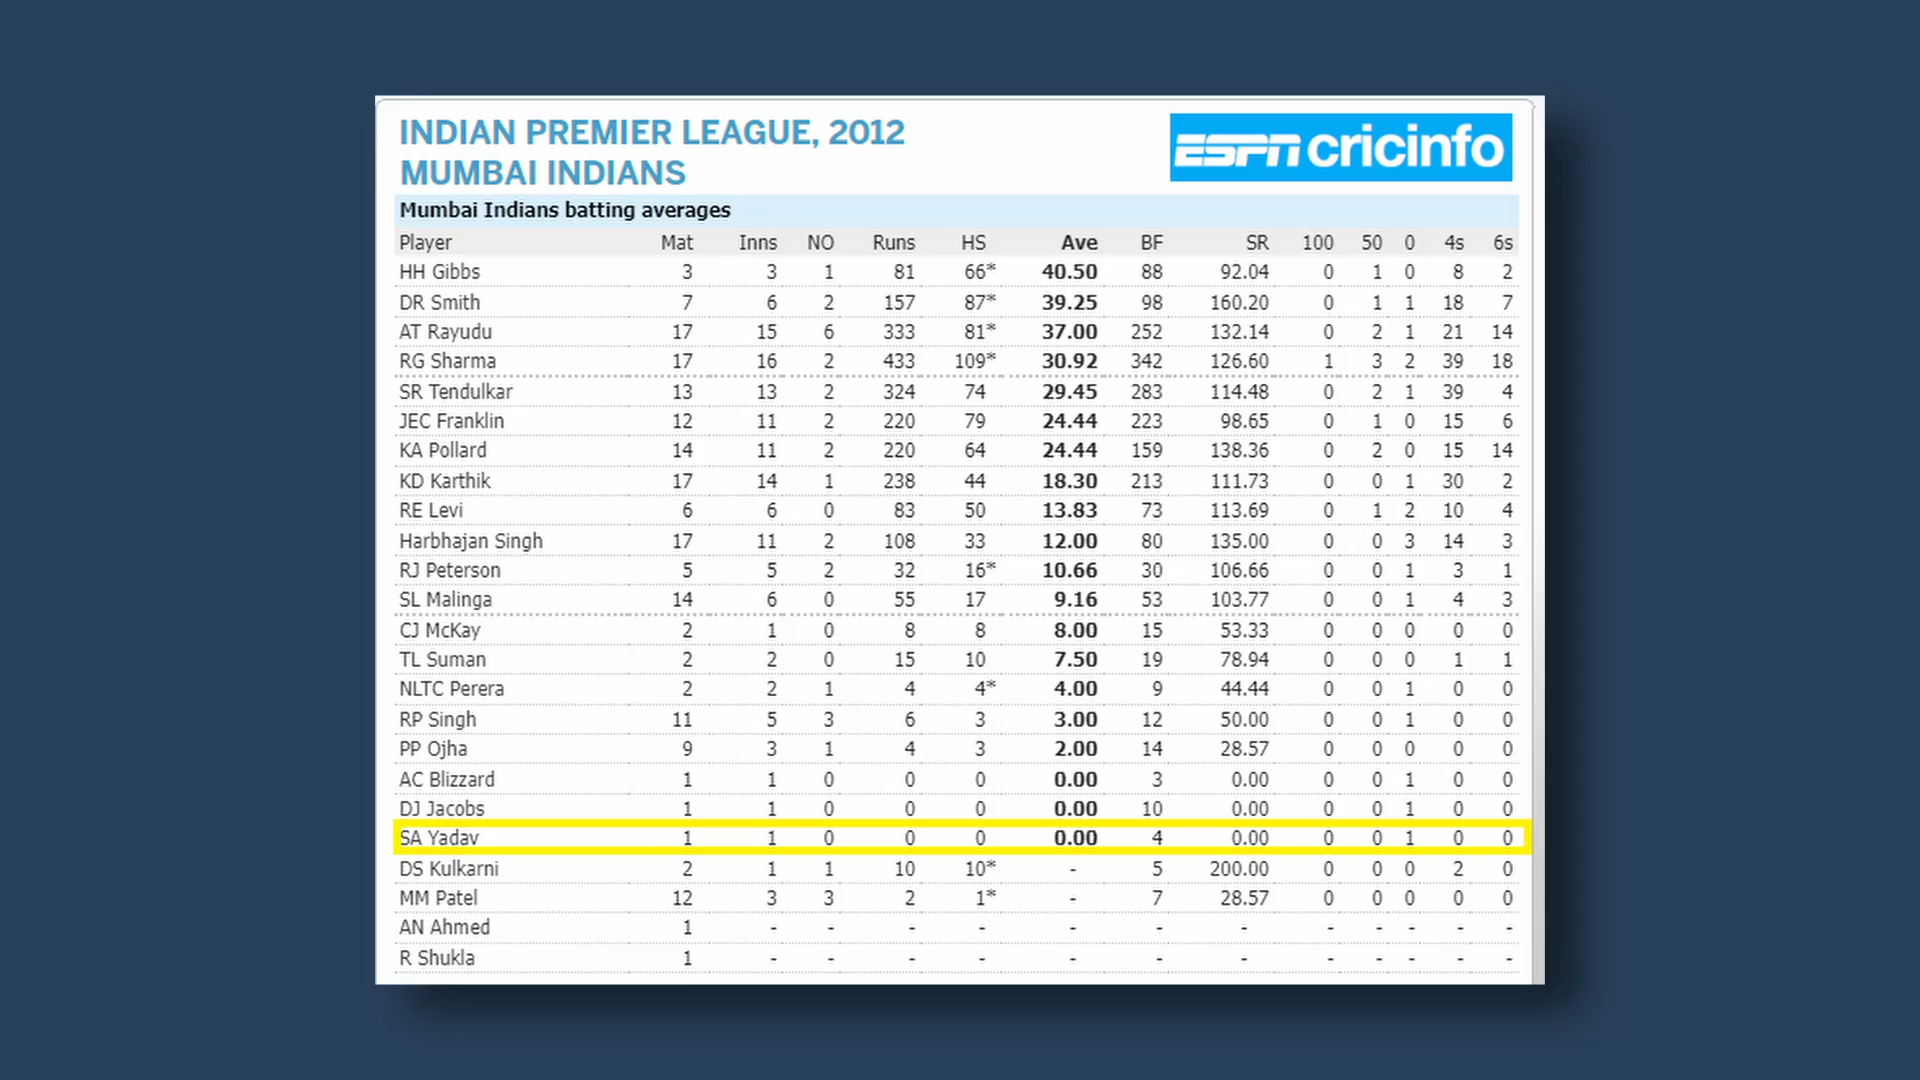 INDIAN PREMIER LEAGUE, 2012
MUMBAI INDIANS
ESPN cricinfo
Mumbai Indians batting averages
Player Mat Inns NO Runs HS Ave BF SR 100 50 0 4s 6s
HH Gibbs 3 3 1 81 66* 40.50 88 92.04 0 1 0 8 2
DR Smith 7 6 2 157 87* 39.25 98 160.20 0 1 1 18 7
AT Rayudu 17 15 6 333 81* 37.00 252 132.14 0 2 1 21 14
RG Sharma 17 16 2 433 109* 30.92 342 126.60 1 3 2 39 18
SR Tendulkar 13 13 2 324 74 29.45 283 114.48 0 2 1 39 4
JEC Franklin 12 11 2 220 79 24.44 223 98.65 0 1 0 15 6
KA Pollard 14 11 2 220 64 24.44 159 138.36 0 2 0 15 14
KD Karthik 17 14 1 238 44 18.30 213 111.73 0 0 1 30 2
RE Levi 6 6 0 83 50 13.83 73 113.69 0 1 2 10 4
Harbhajan Singh 17 11 2 108 33 12.00 80 135.00 0 0 3 14 3
RJ Peterson 5 5 2 32 16* 10.66 30 106.66 0 0 1 3 1
SL Malinga 14 6 0 55 17 9.16 53 103.77 0 0 1 4 3
CJ McKay 2 1 0 8 8 8.00 15 53.33 0 0 0 0 0
TL Suman 2 2 0 15 10 7.50 19 78.94 0 0 0 1 1
NLTC Perera 2 2 1 4 4* 4.00 9 44.44 0 0 1 0 0
RP Singh 11 5 3 6 3 3.00 12 50.00 0 0 1 0 0
PP Ojha 9 3 1 4 3 2.00 14 28.57 0 0 0 0 0
AC Blizzard 1 1 0 0 0 0.00 3 0.00 0 0 1 0 0
DJ Jacobs 1 1 0 0 0 0.00 10 0.00 0 0 1 0 0
SA Yadav 1 1 0 0 0 0.00 4 0.00 0 0 1 0 0
DS Kulkarni 2 1 1 10 10* - 5 200.00 0 0 0 2 0
MM Patel 12 3 3 2 1* - 7 28.57 0 0 0 0 0
AN Ahmed 1 - - - - - - - - - - - -
R Shukla 1 - - - - - - - - - - - -